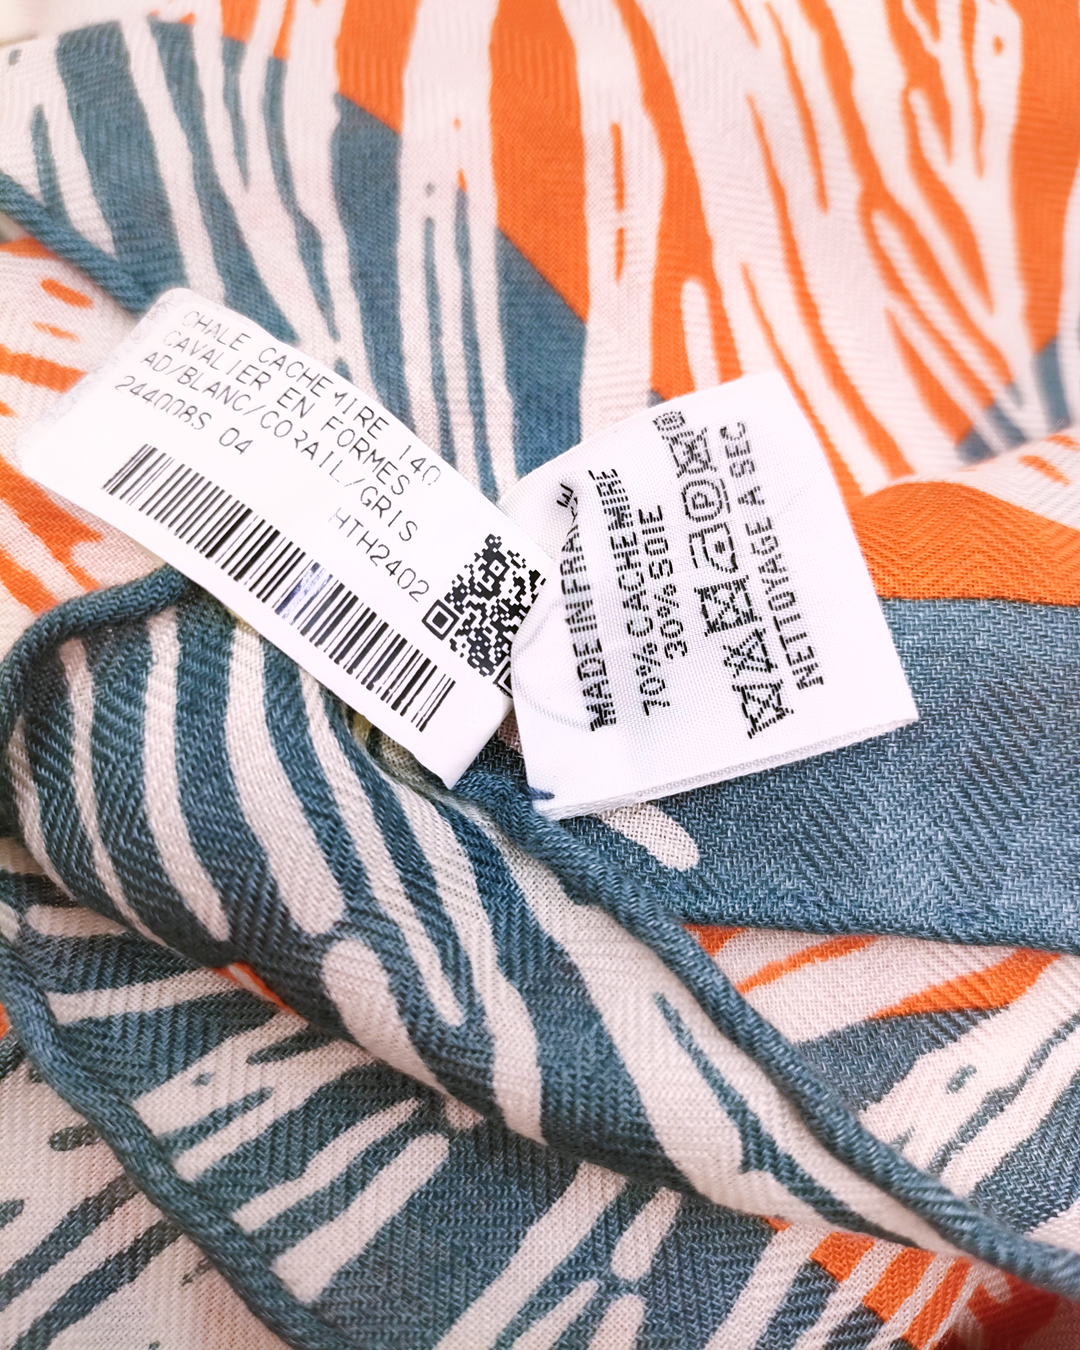 CHALE CACHEMIRE 140
CAVALIER EN FORMES
AD/BLANC/CORAIL/GRIS
244008S 04
HTH2402
MADE IN FRANCE
70% CACHEMIRE
30% SOIE
NETTOYAGE A SEC